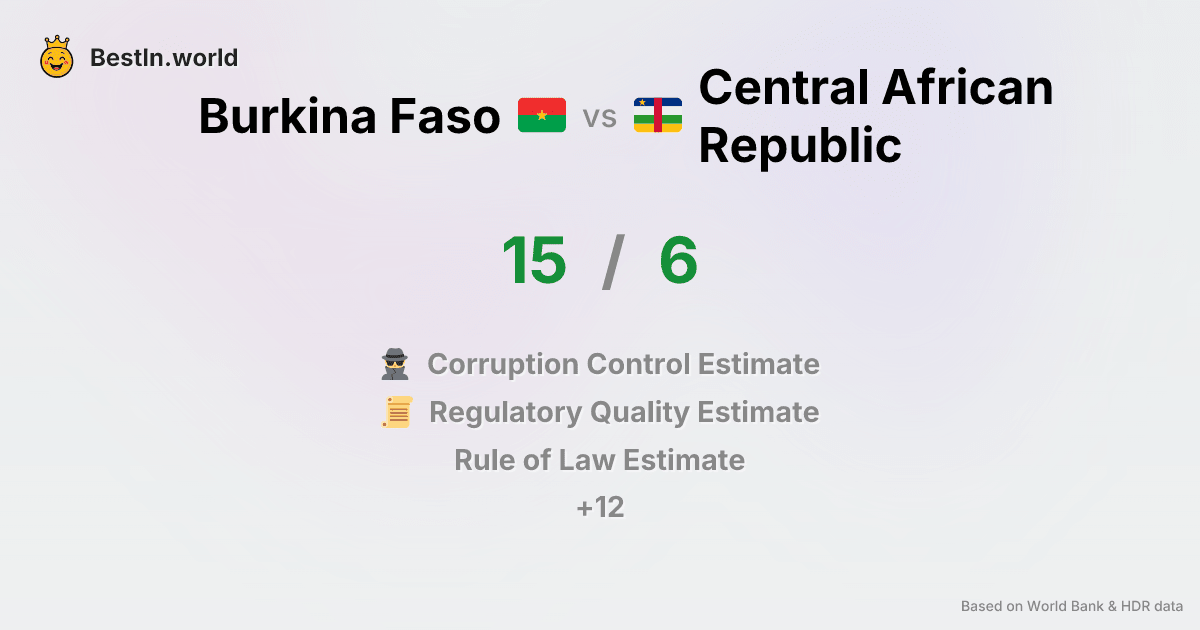 BestIn.world
Burkina Faso vs Central African
Republic
15 / 6
Corruption Control Estimate
Regulatory Quality Estimate
Rule of Law Estimate
+12
Based on World Bank & HDR data